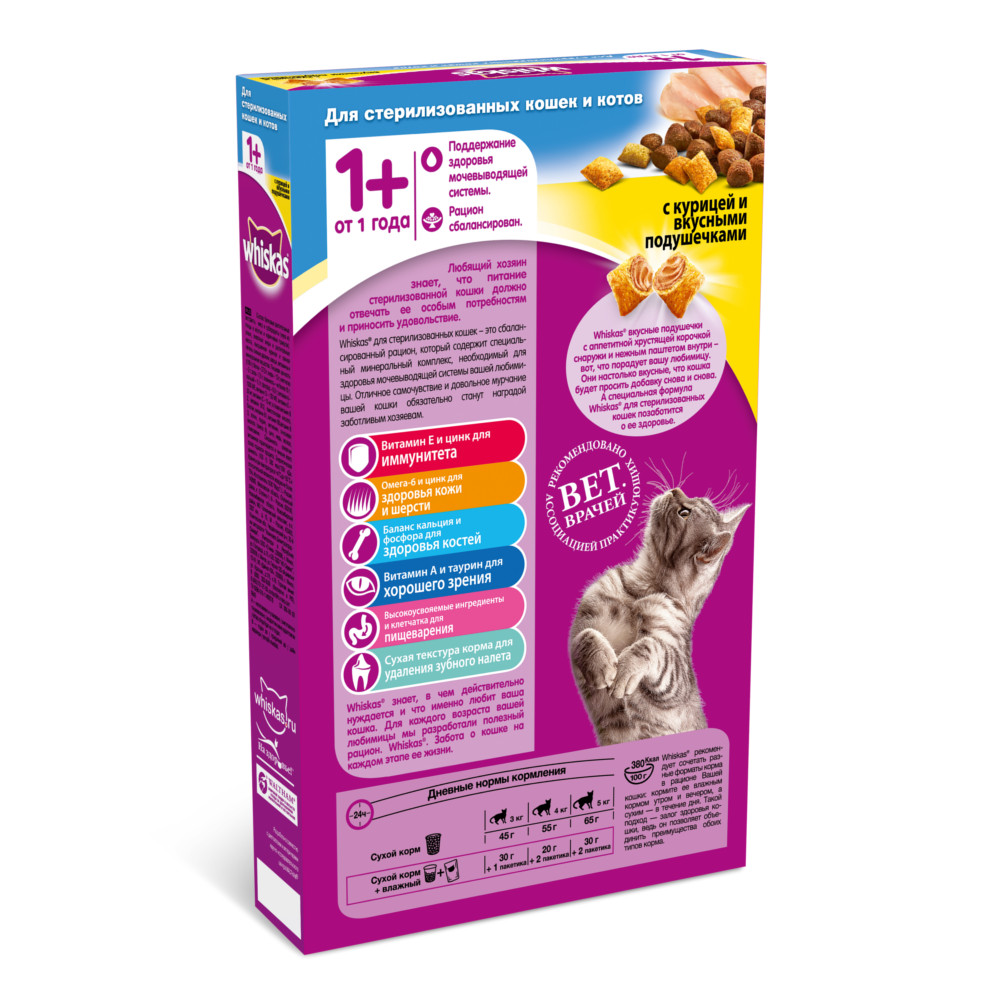 Для стерилизованных кошек и котов
1+
от 1 года
Поддержание
здоровья
мочевыводящей
системы.
Рацион
сбалансирован.
с курицей и
вкусными
подушечками
Любящий хозяин
знает, что питание
стерилизованной кошки должно
отвечать ее особым потребностям
и приносить удовольствие.
Whiskas® для стерилизованных кошек – это сбалан-
сированный рацион, который содержит специаль-
ный минеральный комплекс, необходимый для
здоровья мочевыводящей системы вашей любими-
цы. Отличное самочувствие и довольное мурчание
вашей кошки обязательно станут наградой
заботливым хозяевам.
Whiskas® вкусные подушечки
с аппетитной хрустящей корочкой
снаружи и нежным паштетом внутри –
вот, что порадует вашу любимицу.
Они настолько вкусные, что кошка
будет просить добавку снова и снова.
А специальная формула
Whiskas® для стерилизованных
кошек позаботится
о ее здоровье.
Витамин Е и цинк для
иммунитета
Омега-6 и цинк для
здоровья кожи
и шерсти
Баланс кальция и
фосфора для
здоровья костей
Витамин А и таурин для
хорошего зрения
Высокоусвояемые ингредиенты
и клетчатка для
пищеварения
Сухая текстура корма для
удаления зубного налета
РЕКОМЕНДОВАНО
ВЕТ.
ВРАЧЕЙ
АССОЦИАЦИЕЙ ПРАКТИКУЮЩИХ
Whiskas® знает, в чем действительно
нуждается и что именно любит ваша
кошка. Для каждого возраста вашей
любимицы мы разработали полезный
рацион. Whiskas®. Забота о кошке на
каждом этапе ее жизни.
Дневные нормы кормления
24ч
3 кг 4 кг 5 кг
45 г 55 г 65 г
Сухой корм
30 г 20 г 30 г
+ 1 пакетика + 2 пакетика + 2 пакетика
Сухой корм
+ влажный
380 Ккал
100 г
Whiskas® рекомен-
дует сочетать раз-
ные форматы корма
в рационе Вашей
кошки: кормите ее влажным
кормом утром и вечером, а
сухим — в течение дня. Такой
подход — залог здоровья ко-
шки, ведь он позволяет объе-
динить преимущества обоих
типов корма.
Для
стерилизованных
кошек и котов
1+
от 1 года
с курицей и
вкусными
подушечками
whiskas
whiskas.ru
WALTHAM
whiskas
1+
от 1 года